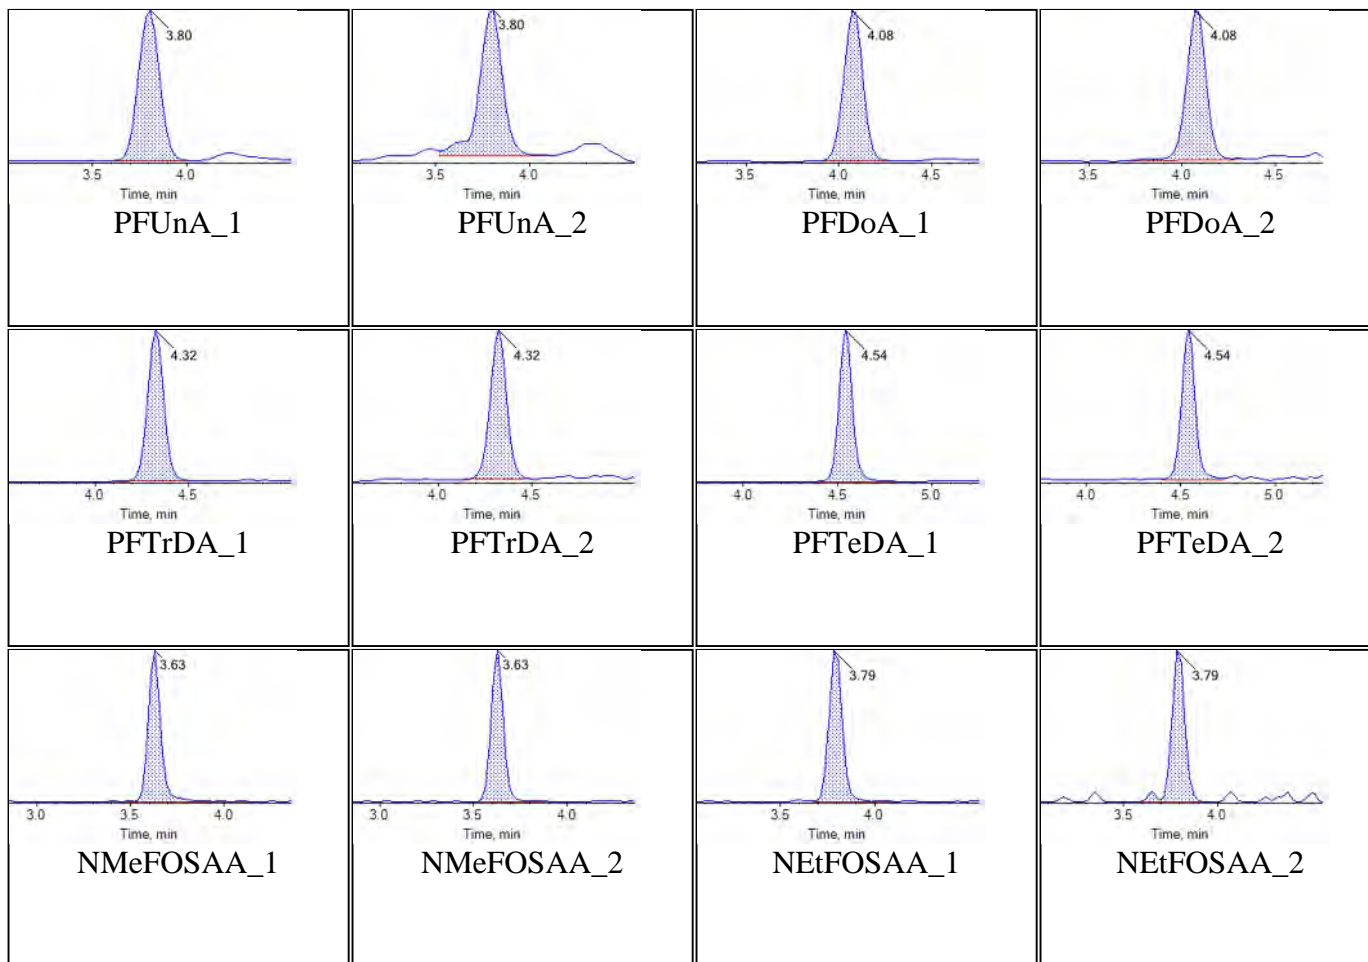 3.80
3.5 4.0
Time, min
PFUnA_1
3.80
3.5 4.0
Time, min
PFUnA_2
4.08
3.5 4.0 4.5
Time, min
PFDoA_1
4.08
3.5 4.0 4.5
Time, min
PFDoA_2
4.32
4.0 4.5
Time, min
PFTrDA_1
4.32
4.0 4.5
Time, min
PFTrDA_2
4.54
4.0 4.5 5.0
Time, min
PFTeDA_1
4.54
4.0 4.5 5.0
Time, min
PFTeDA_2
3.63
3.0 3.5 4.0
Time, min
NMeFOSAA_1
3.63
3.0 3.5 4.0
Time, min
NMeFOSAA_2
3.79
3.5 4.0
Time, min
NEtFOSAA_1
3.79
3.5 4.0
Time, min
NEtFOSAA_2